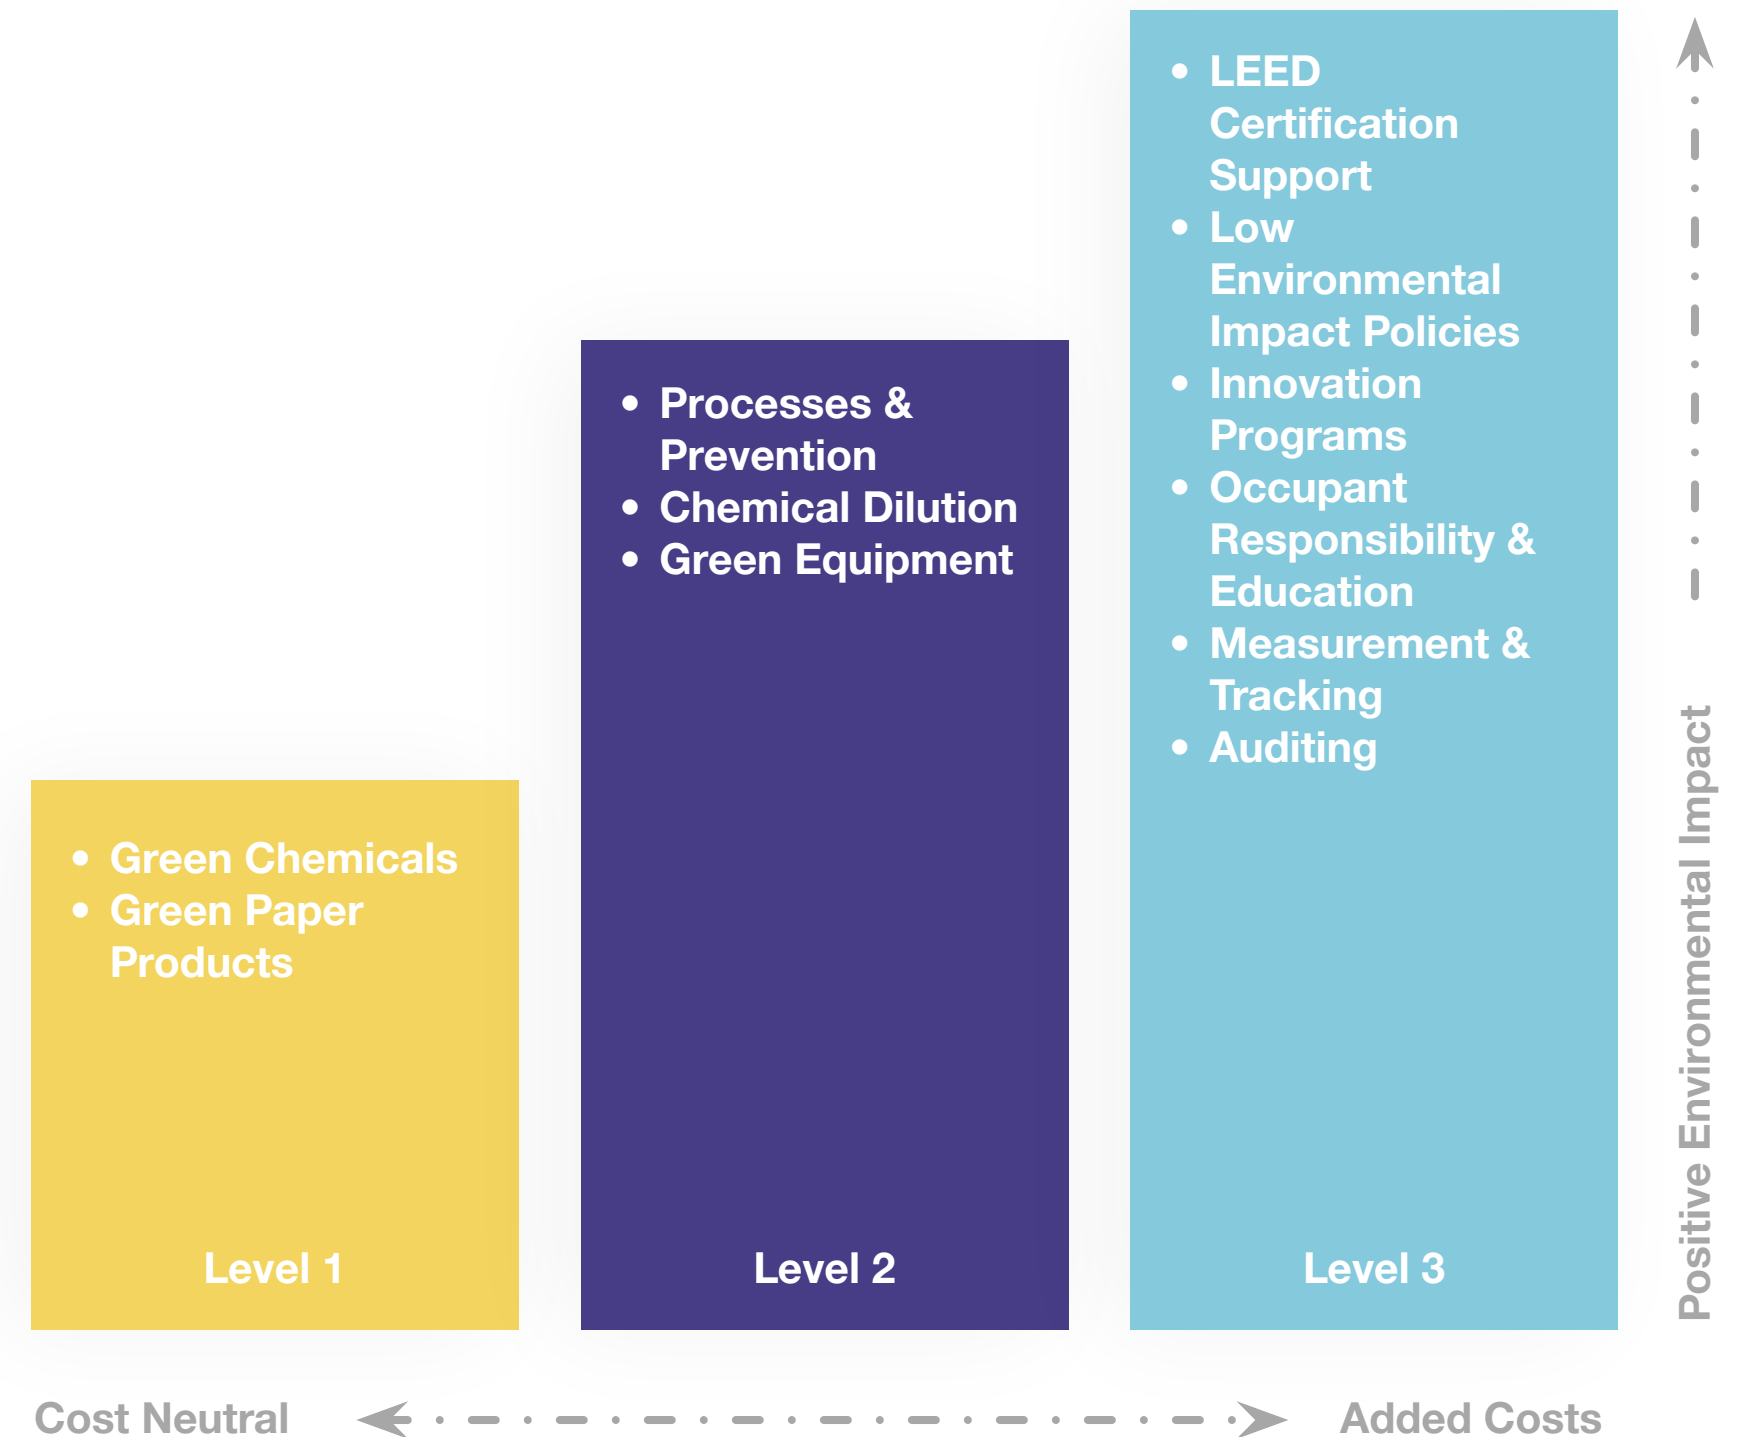 • Green Chemicals
• Green Paper
Products
Level 1
• Processes &
Prevention
• Chemical Dilution
• Green Equipment
Level 2
• LEED
Certification
Support
• Low
Environmental
Impact Policies
• Innovation
Programs
• Occupant
Responsibility &
Education
• Measurement &
Tracking
• Auditing
Level 3
Positive Environmental Impact
Cost Neutral
Added Costs